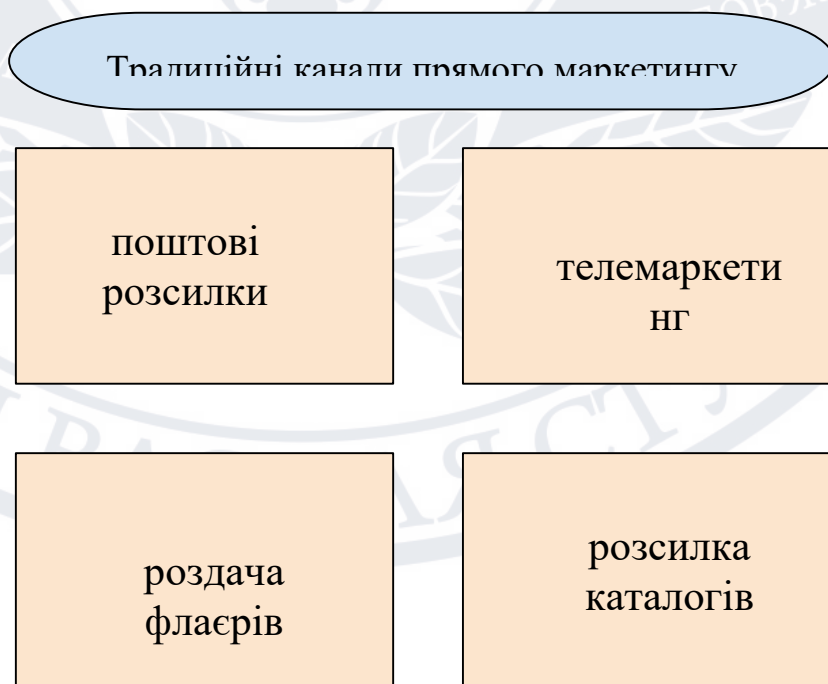 Традиційні канали прямого маркетингу
поштові
розсилки
телемаркети
нг
роздача
флаєрів
розсилка
каталогів